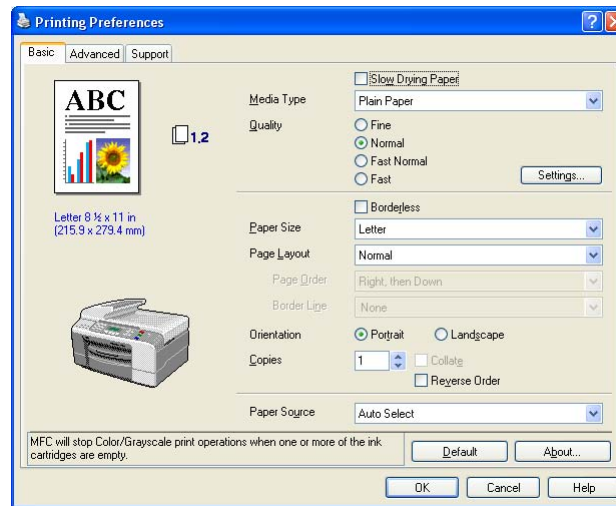 Printing Preferences
Basic Advanced Support
ABC
1.2
Letter 8 ½ x 11 in
(215.9 x 279.4 mm)
Slow Drying Paper
Media Type Plain Paper
Quality Fine
Normal
Fast Normal
Fast Settings...
Borderless
Paper Size Letter
Page Layout Normal
Page Order Right, then Down
Border Line None
Orientation Portrait Landscape
Copies 1 Collate
Reverse Order
Paper Source Auto Select
MFC will stop Color/Grayscale print operations when one or more of the ink
cartridges are empty.
Default About...
OK Cancel Help